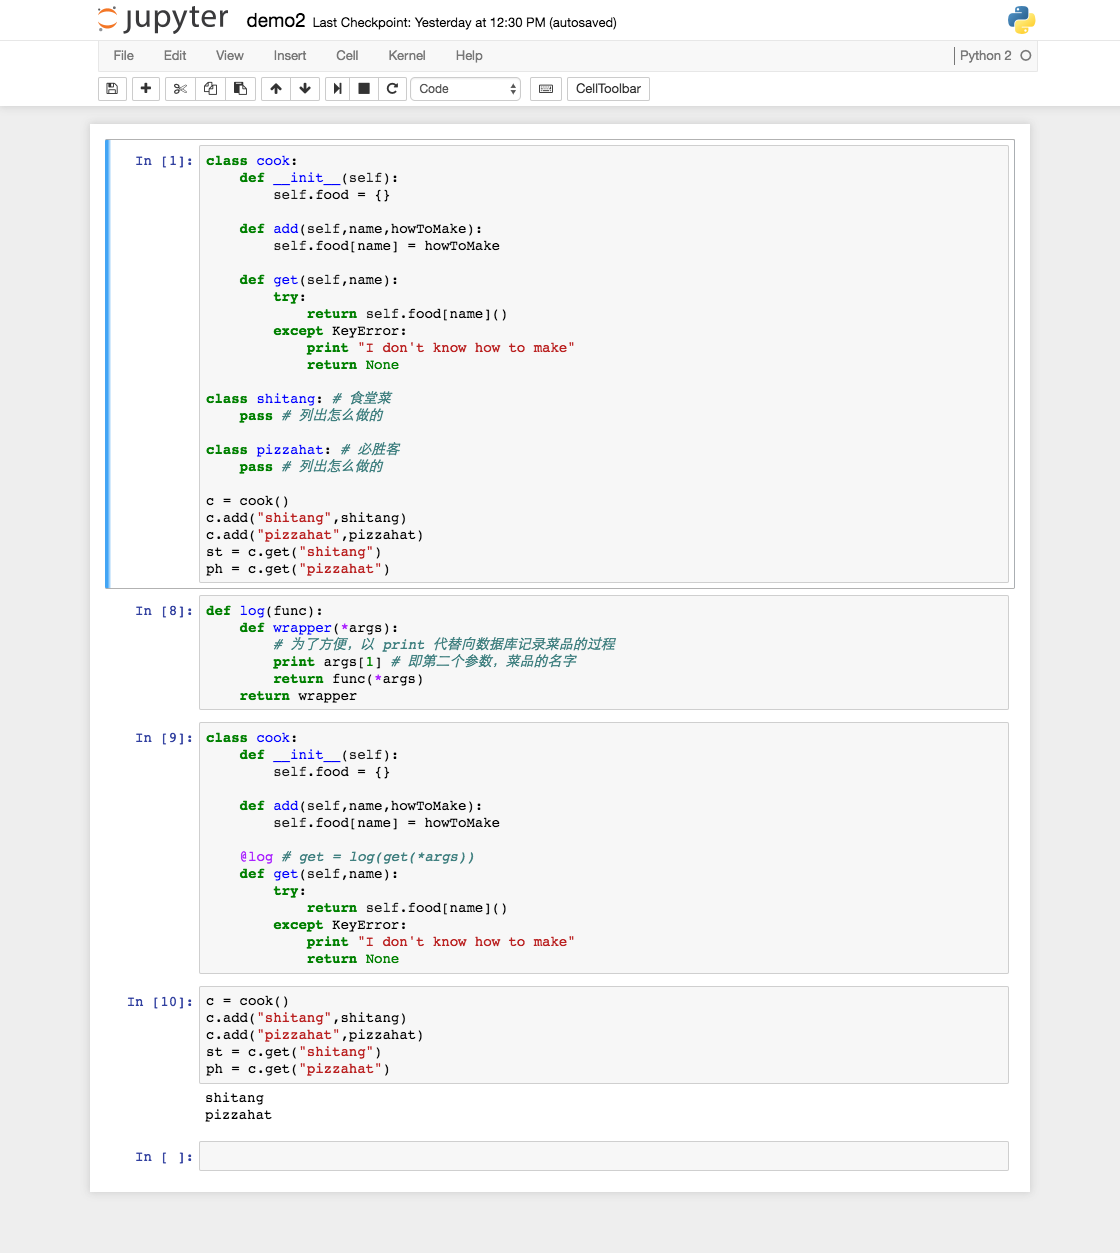 jupyter demo2 Last Checkpoint: Yesterday at 12:30 PM (autosaved)
File Edit View Insert Cell Kernel Help Python 2
Code CellToolbar
In [1]:
class cook:
    def __init__(self):
        self.food = {}

    def add(self,name,howToMake):
        self.food[name] = howToMake

    def get(self,name):
        try:
            return self.food[name]()
        except KeyError:
            print "I don't know how to make"
            return None

class shitang: # 食堂菜
    pass # 列出怎么做的

class pizzahat: # 必胜客
    pass # 列出怎么做的

c = cook()
c.add("shitang",shitang)
c.add("pizzahat",pizzahat)
st = c.get("shitang")
ph = c.get("pizzahat")
In [8]:
def log(func):
    def wrapper(*args):
        # 为了方便，以 print 代替向数据库记录菜品的过程
        print args[1] # 即第二个参数，菜品的名字
        return func(*args)
    return wrapper
In [9]:
class cook:
    def __init__(self):
        self.food = {}

    def add(self,name,howToMake):
        self.food[name] = howToMake

    @log # get = log(get(*args))
    def get(self,name):
        try:
            return self.food[name]()
        except KeyError:
            print "I don't know how to make"
            return None
In [10]:
c = cook()
c.add("shitang",shitang)
c.add("pizzahat",pizzahat)
st = c.get("shitang")
ph = c.get("pizzahat")
shitang
pizzahat
In [ ]: